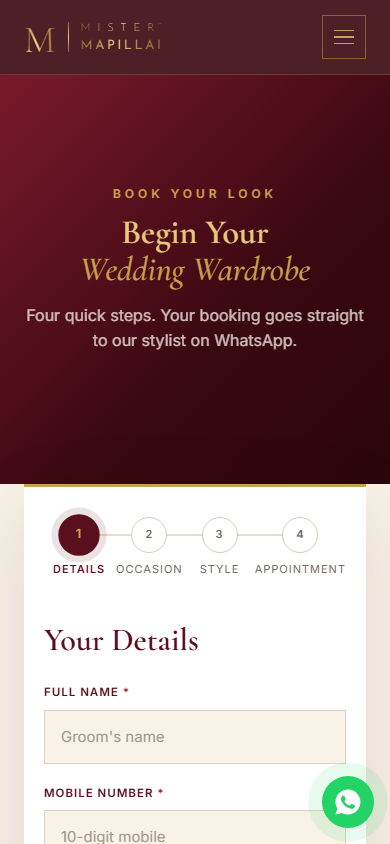 M
MISTER
MAPILLAI
BOOK YOUR LOOK
Begin Your
Wedding Wardrobe
Four quick steps. Your booking goes straight
to our stylist on WhatsApp.
1 2 3 4
DETAILS OCCASION STYLE APPOINTMENT
Your Details
FULL NAME *
Groom's name
MOBILE NUMBER *
10-digit mobile